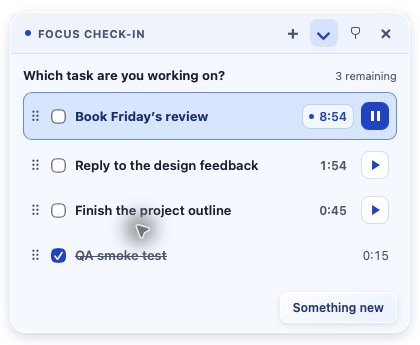 FOCUS CHECK-IN
Which task are you working on?
3 remaining
Book Friday’s review
8:54
Reply to the design feedback
1:54
Finish the project outline
0:45
QA smoke test
0:15
Something new